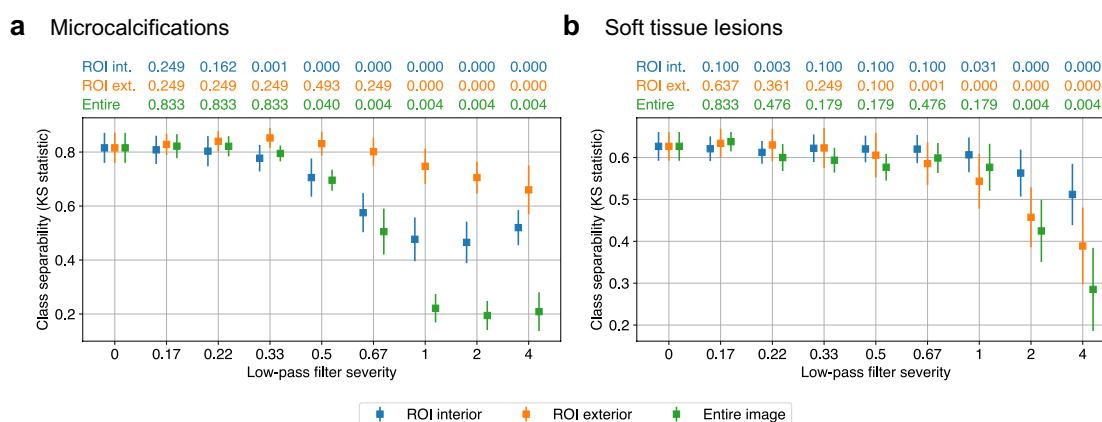 a Microcalcifications
ROI int. 0.249 0.162 0.001 0.000 0.000 0.000 0.000 0.000
ROI ext. 0.249 0.249 0.249 0.493 0.249 0.000 0.000 0.000
Entire 0.833 0.833 0.833 0.040 0.004 0.004 0.004 0.004
Class separability (KS statistic)
0.8
0.6
0.4
0.2
0 0.17 0.22 0.33 0.5 0.67 1 2 4
Low-pass filter severity
b Soft tissue lesions
ROI int. 0.100 0.003 0.100 0.100 0.100 0.031 0.000 0.000
ROI ext. 0.637 0.361 0.249 0.100 0.001 0.000 0.000 0.000
Entire 0.833 0.476 0.179 0.179 0.476 0.179 0.004 0.004
Class separability (KS statistic)
0.6
0.5
0.4
0.3
0.2
0 0.17 0.22 0.33 0.5 0.67 1 2 4
Low-pass filter severity
ROI interior ROI exterior Entire image